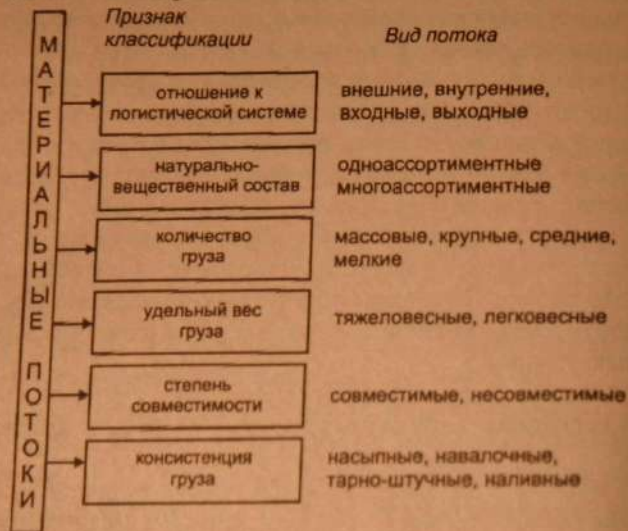 Признак
классификации
Вид потока
МАТЕРИАЛЬНЫЕ ПОТОКИ
отношение к
логистической системе
внешние, внутренние,
входные, выходные
натурально-
вещественный состав
одноассортиментные
многоассортиментные
количество
груза
массовые, крупные, средние,
мелкие
удельный вес
груза
тяжеловесные, легковесные
степень
совместимости
совместимые, несовместимые
консистенция
груза
насыпные, навалочные,
тарно-штучные, наливные